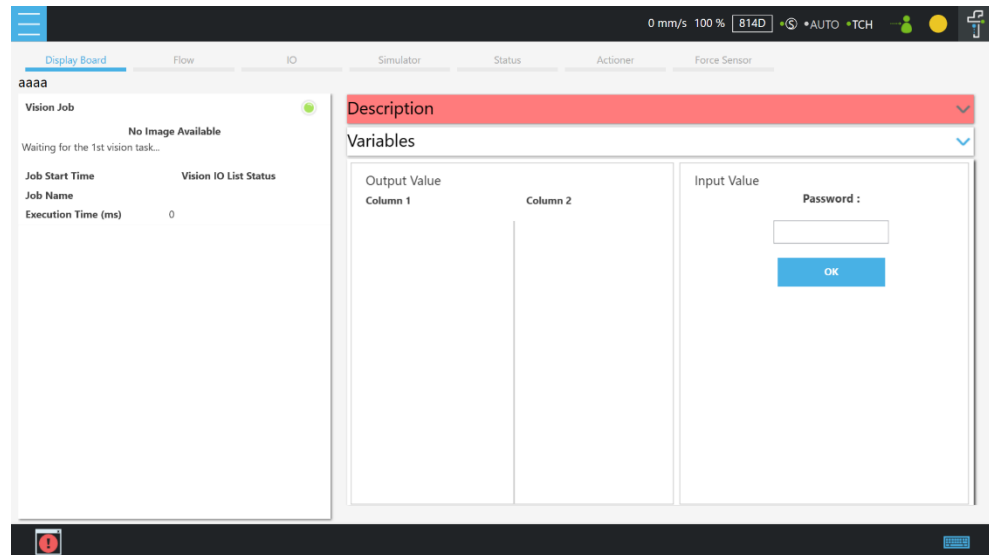 0 mm/s 100 % 814D S AUTO TCH
Display Board Flow IO Simulator Status Actioner Force Sensor
aaaa
Vision Job
No Image Available
Waiting for the 1st vision task...
Job Start Time Vision IO List Status
Job Name
Execution Time (ms) 0
Description
Variables
Output Value
Column 1 Column 2
Input Value
Password :
OK